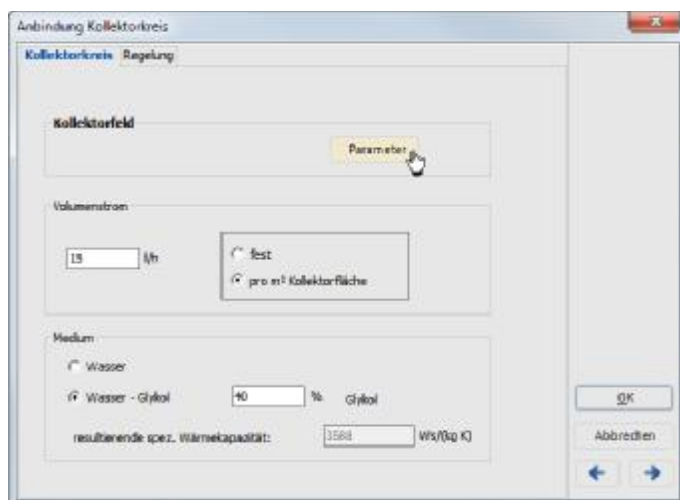 Anbindung Kollektorkreis
Kollektorkreis Regelung
Kollektorfeld
Parameter
Volumenstrom
15 l/h
fest
pro m² Kollektorfläche
Medium
Wasser
Wasser - Glykol 40 % Glykol
resultierende spez. Wärmekapazität: 3588 Ws/(kg K)
OK
Abbrechen